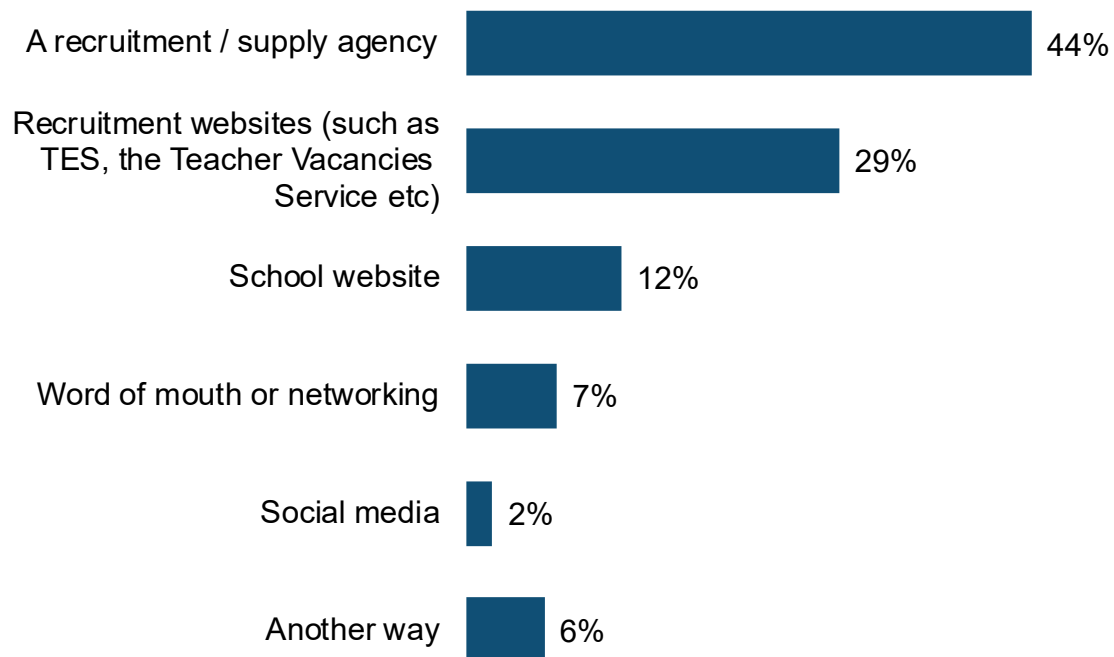 A recruitment / supply agency
44%
Recruitment websites (such as
TES, the Teacher Vacancies
Service etc)
29%
School website
12%
Word of mouth or networking
7%
Social media
2%
Another way
6%